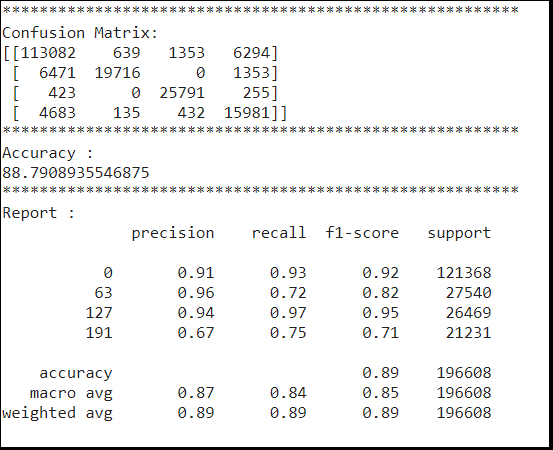 *******************************************************
Confusion Matrix:
[[113082 639 1353 6294]
[ 6471 19716 0 1353]
[ 423 0 25791 255]
[ 4683 135 432 15981]]
*******************************************************
Accuracy :
88.7908935546875
*******************************************************
Report :
precision recall f1-score support
0 0.91 0.93 0.92 121368
63 0.96 0.72 0.82 27540
127 0.94 0.97 0.95 26469
191 0.67 0.75 0.71 21231
accuracy 0.89 196608
macro avg 0.87 0.84 0.85 196608
weighted avg 0.89 0.89 0.89 196608